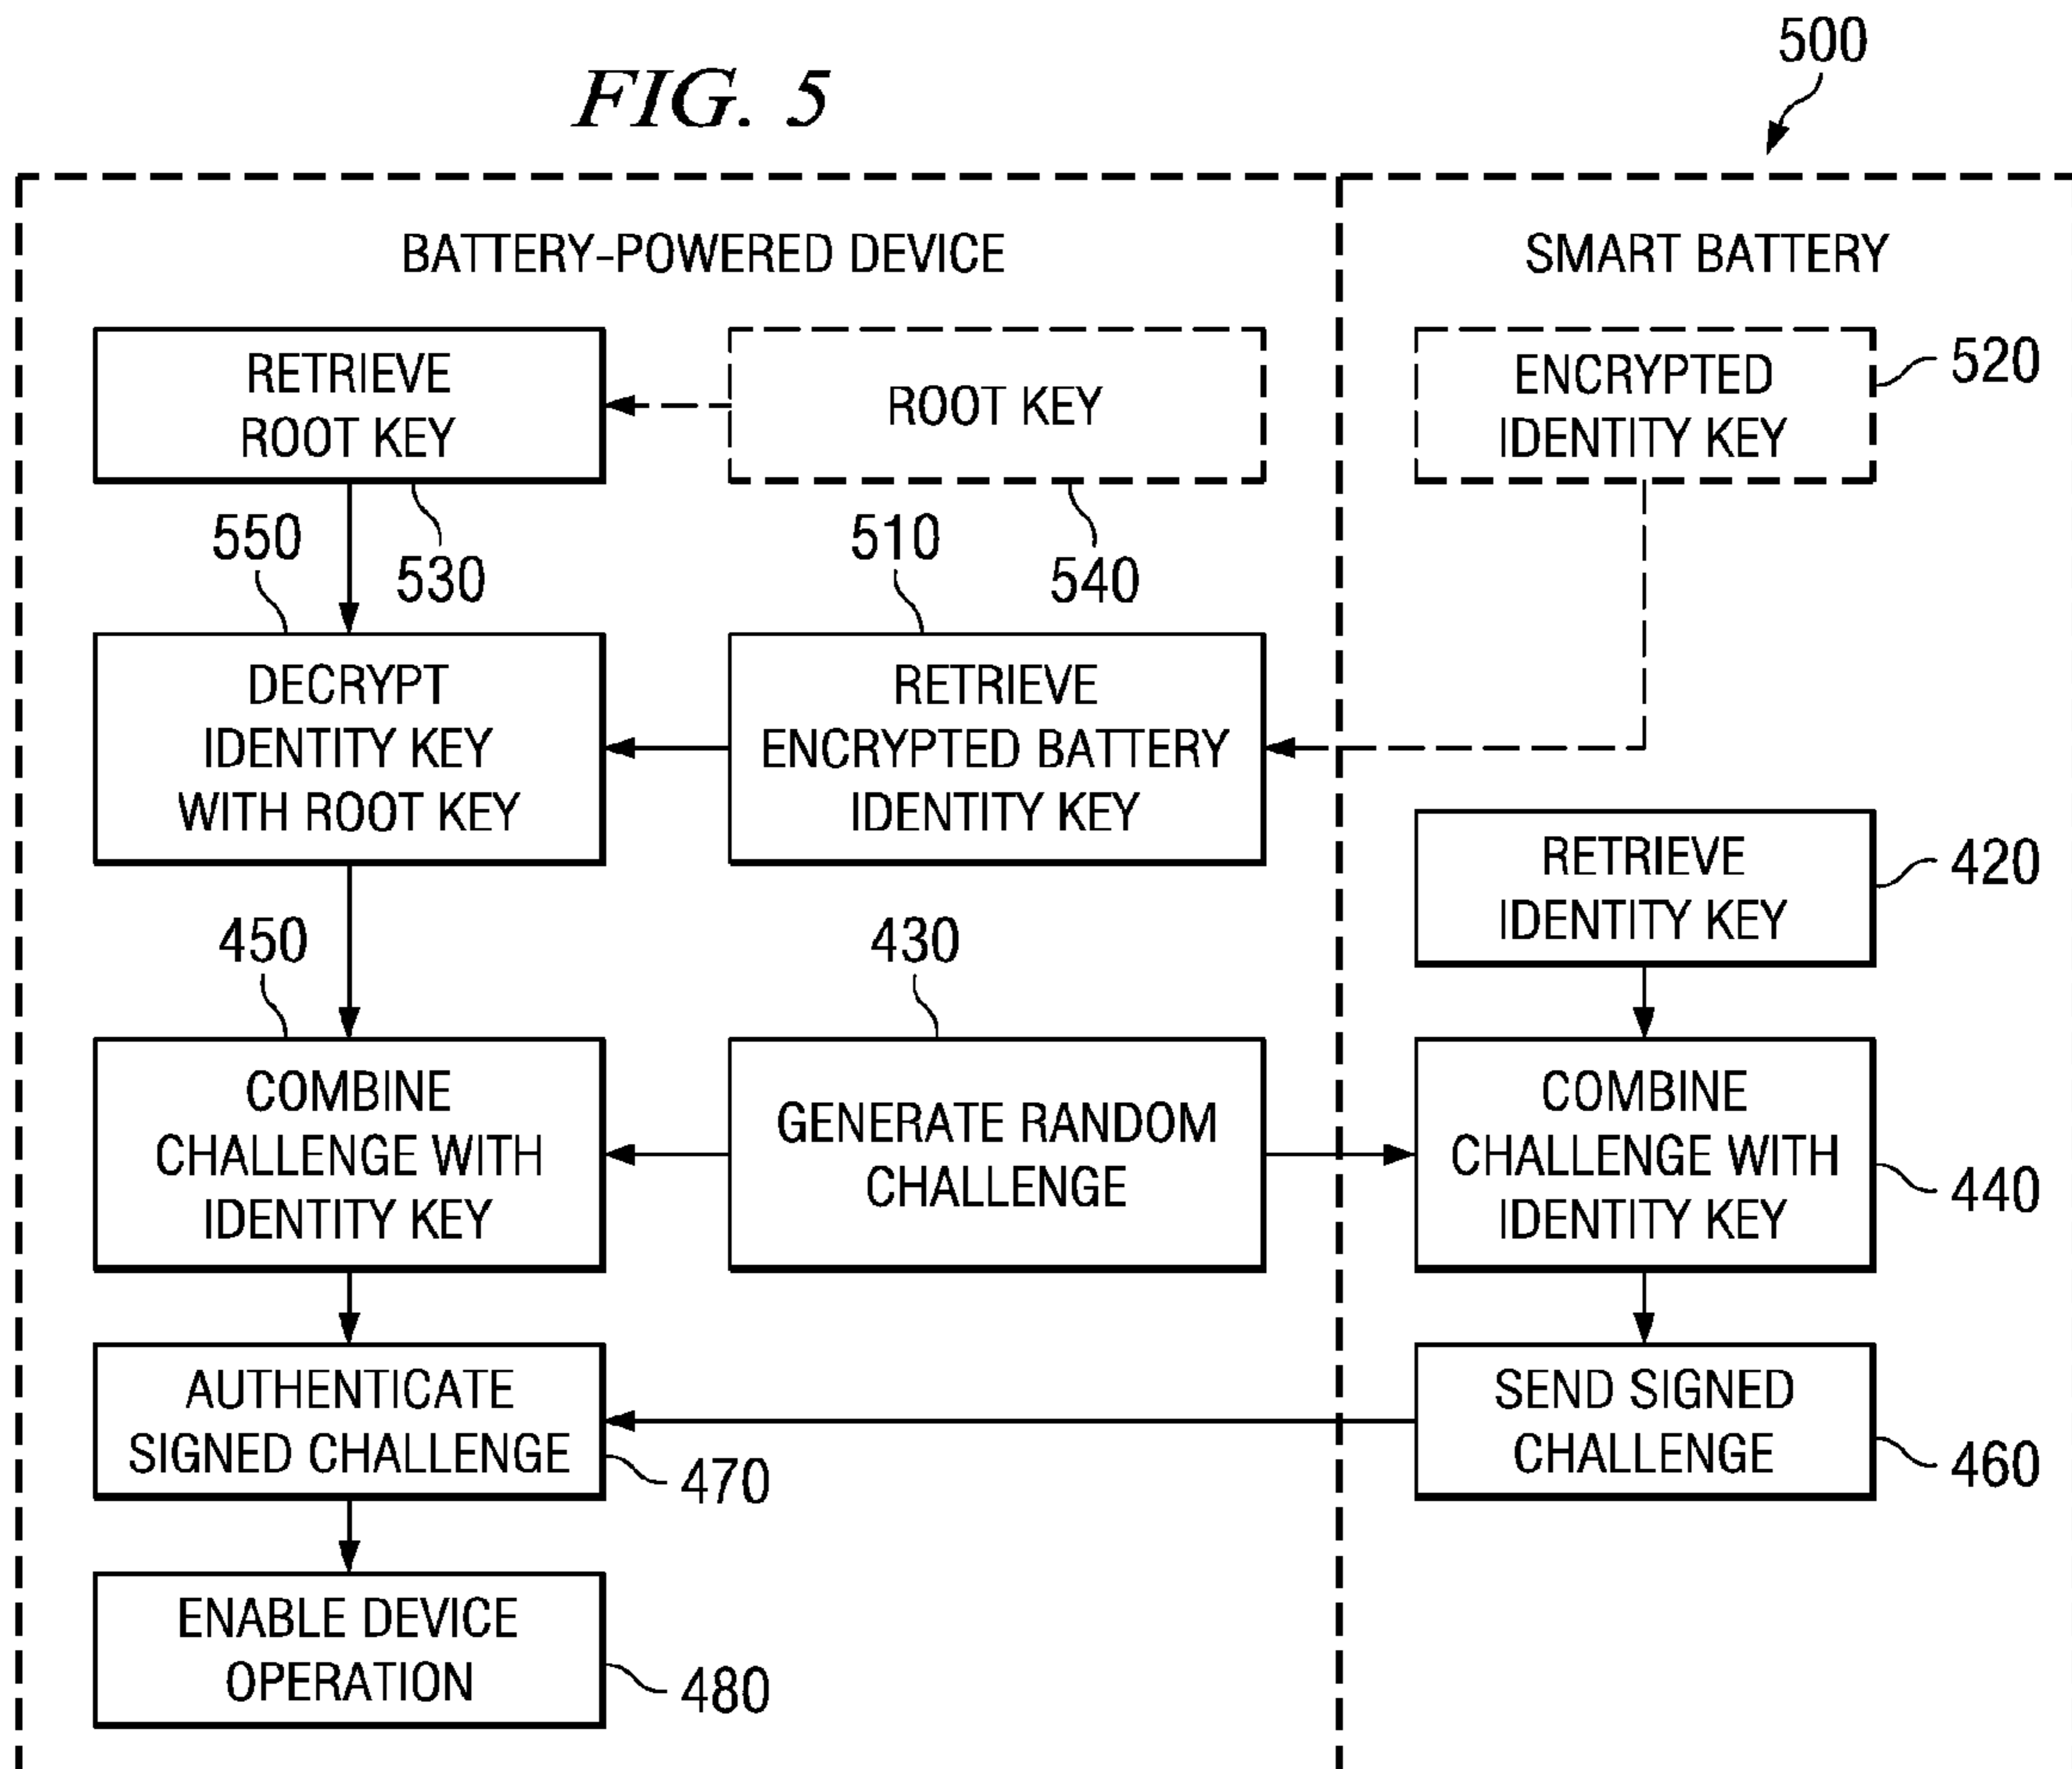 500
FIG. 5
BATTERY-POWERED DEVICE
SMART BATTERY
RETRIEVE
ROOT KEY
530
ROOT KEY
540
ENCRYPTED
IDENTITY KEY
520
550
DECRYPT
IDENTITY KEY
WITH ROOT KEY
510
RETRIEVE
ENCRYPTED BATTERY
IDENTITY KEY
RETRIEVE
IDENTITY KEY
420
450
COMBINE
CHALLENGE WITH
IDENTITY KEY
430
GENERATE RANDOM
CHALLENGE
COMBINE
CHALLENGE WITH
IDENTITY KEY
440
AUTHENTICATE
SIGNED CHALLENGE
470
SEND SIGNED
CHALLENGE
460
ENABLE DEVICE
OPERATION
480